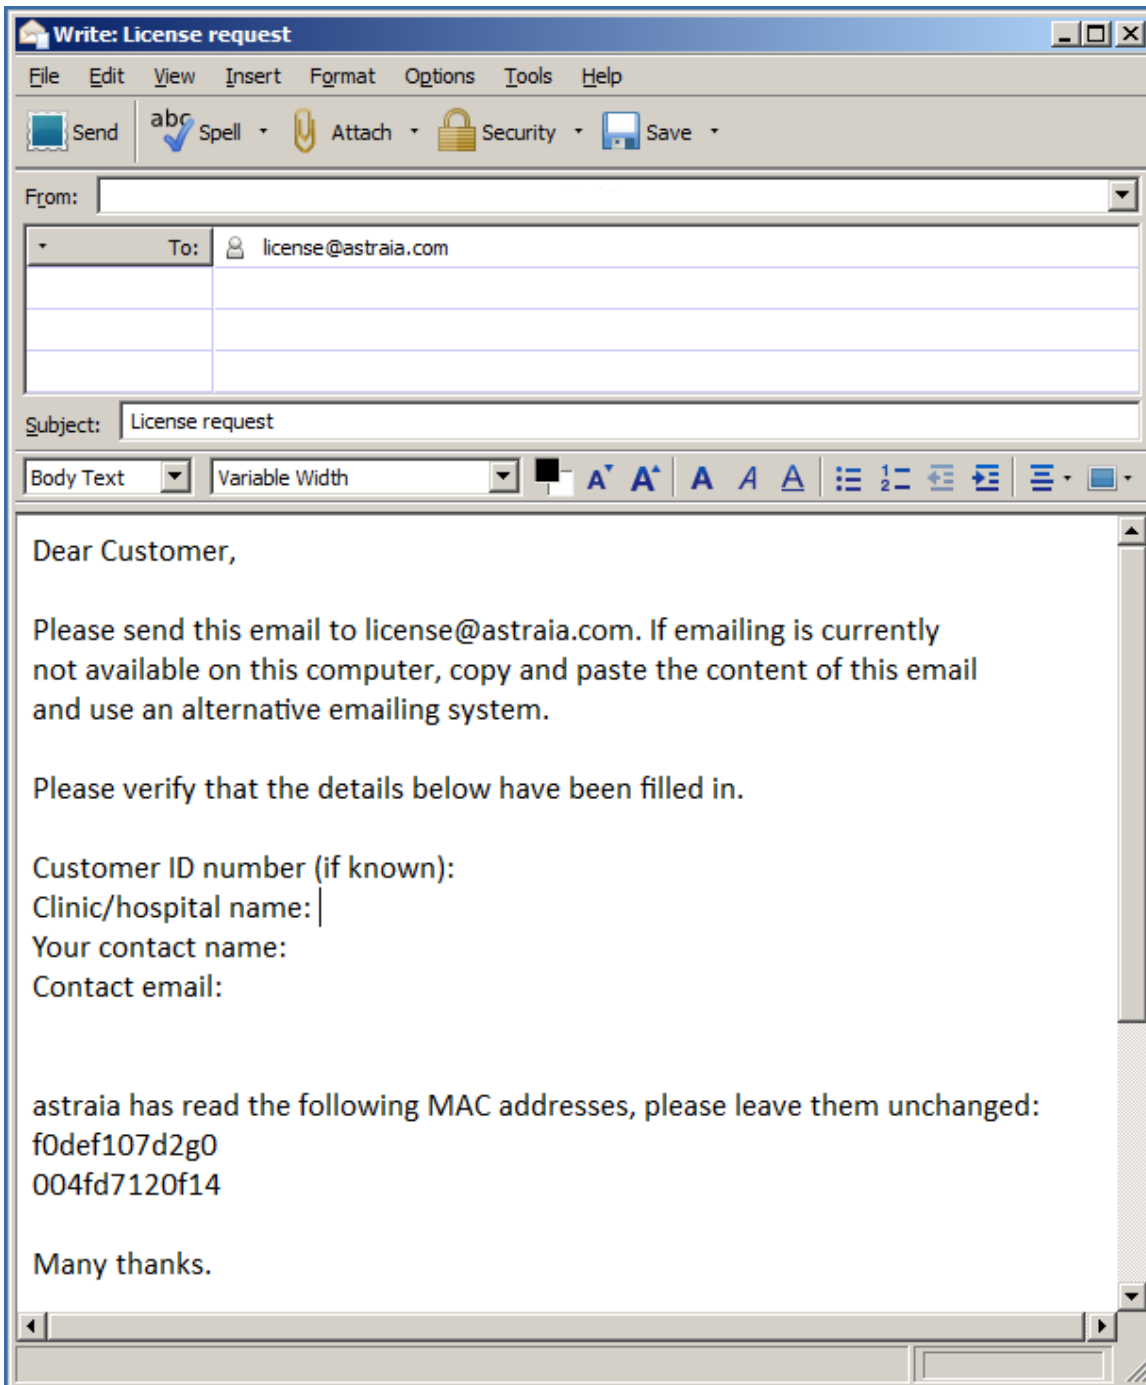 Write: License request
File Edit View Insert Format Options Tools Help
Send abc Spell Attach Security Save
From:
To: license@astraia.com
Subject: License request
Body Text Variable Width A A A A A 1 2
Dear Customer,
Please send this email to license@astraia.com. If emailing is currently
not available on this computer, copy and paste the content of this email
and use an alternative emailing system.
Please verify that the details below have been filled in.
Customer ID number (if known):
Clinic/hospital name:
Your contact name:
Contact email:
astraia has read the following MAC addresses, please leave them unchanged:
f0def107d2g0
004fd7120f14
Many thanks.